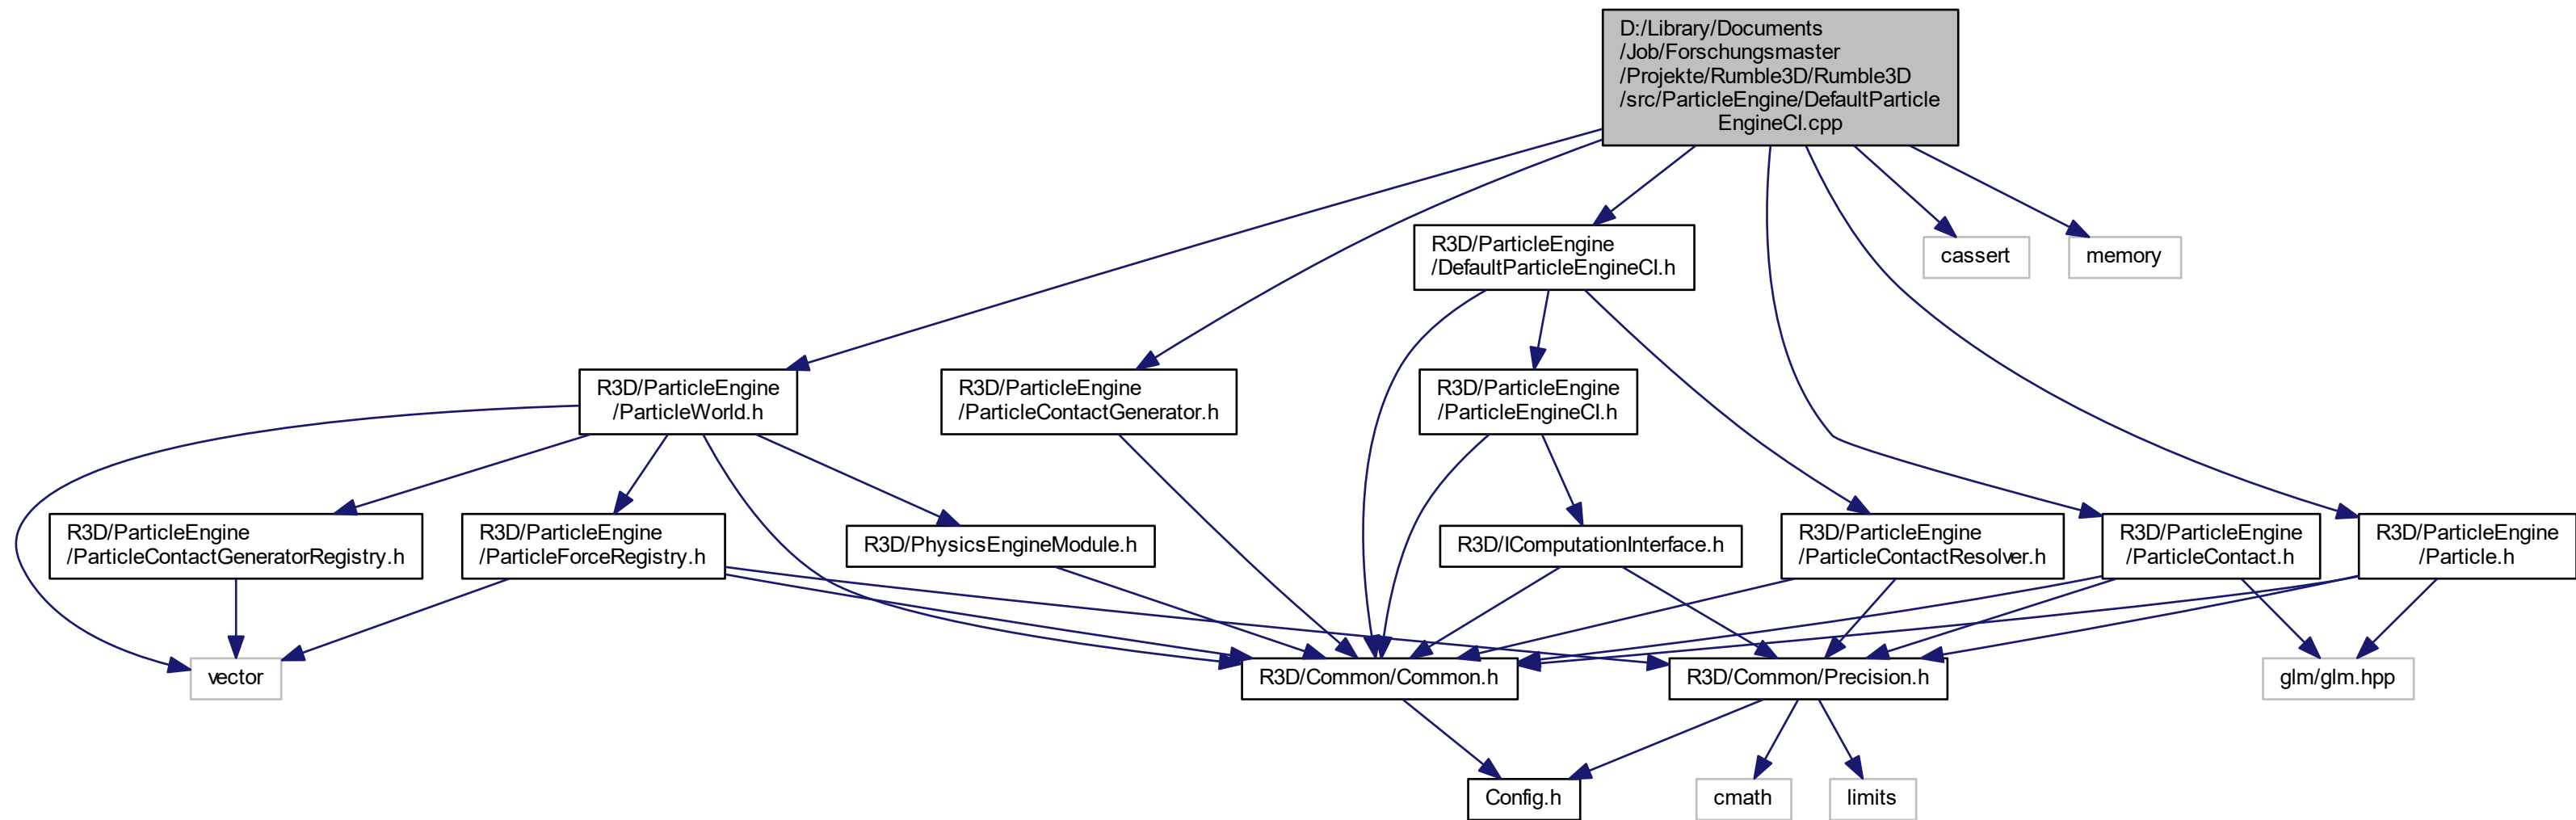 D:/Library/Documents
/Job/Forschungsmaster
/Projekte/Rumble3D/Rumble3D
/src/ParticleEngine/DefaultParticle
EngineCI.cpp
R3D/ParticleEngine
/DefaultParticleEngineCI.h
cassert
memory
R3D/ParticleEngine
/ParticleWorld.h
R3D/ParticleEngine
/ParticleContactGenerator.h
R3D/ParticleEngine
/ParticleEngineCI.h
R3D/ParticleEngine
/ParticleContactGeneratorRegistry.h
R3D/ParticleEngine
/ParticleForceRegistry.h
R3D/PhysicsEngineModule.h
R3D/IComputationInterface.h
R3D/ParticleEngine
/ParticleContactResolver.h
R3D/ParticleEngine
/ParticleContact.h
R3D/ParticleEngine
/Particle.h
vector
R3D/Common/Common.h
R3D/Common/Precision.h
glm/glm.hpp
Config.h
cmath
limits